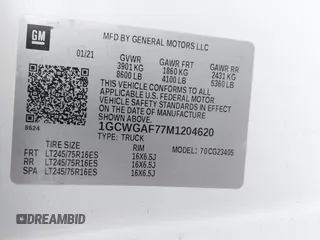 GM
MFD BY GENERAL MOTORS LLC
01/21
GVWR GAWR FRT GAWR RR
3901 KG 1860 KG 2431 KG
8600 LB 4100 LB 5360 LB
THIS VEHICLE CONFORMS TO ALL APPLICABLE
FEDERAL MOTOR VEHICLE SAFETY
STANDARDS IN EFFECT ON THE DATE OF
MANUFACTURE SHOWN ABOVE.
1GCWGAF77M1204620
8624
TYPE: TRUCK
MODEL: 70CG23405
TIRE SIZE RIM
FRT LT245/75R16ES 16X6.5J
RR LT245/75R16ES 16X6.5J
SPA LT245/75R16ES 16X6.5J
DREAMBID